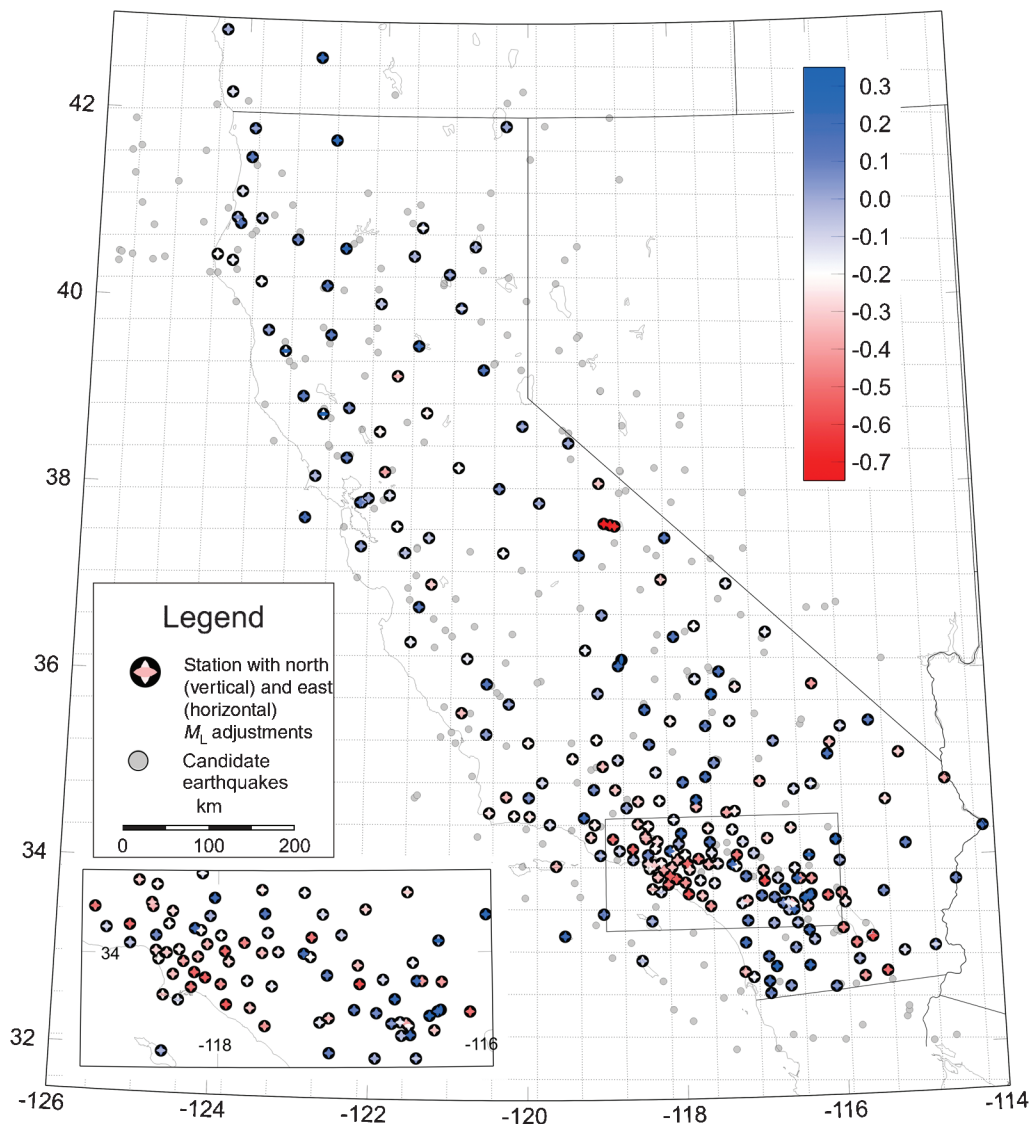 42
40
38
36
34
32
0.3
0.2
0.1
0.0
-0.1
-0.2
-0.3
-0.4
-0.5
-0.6
-0.7
Legend
Station with north
(vertical) and east
(horizontal)
ML adjustments
Candidate
earthquakes
km
0 100 200
34
-118
-116
-126 -124 -122 -120 -118 -116 -114